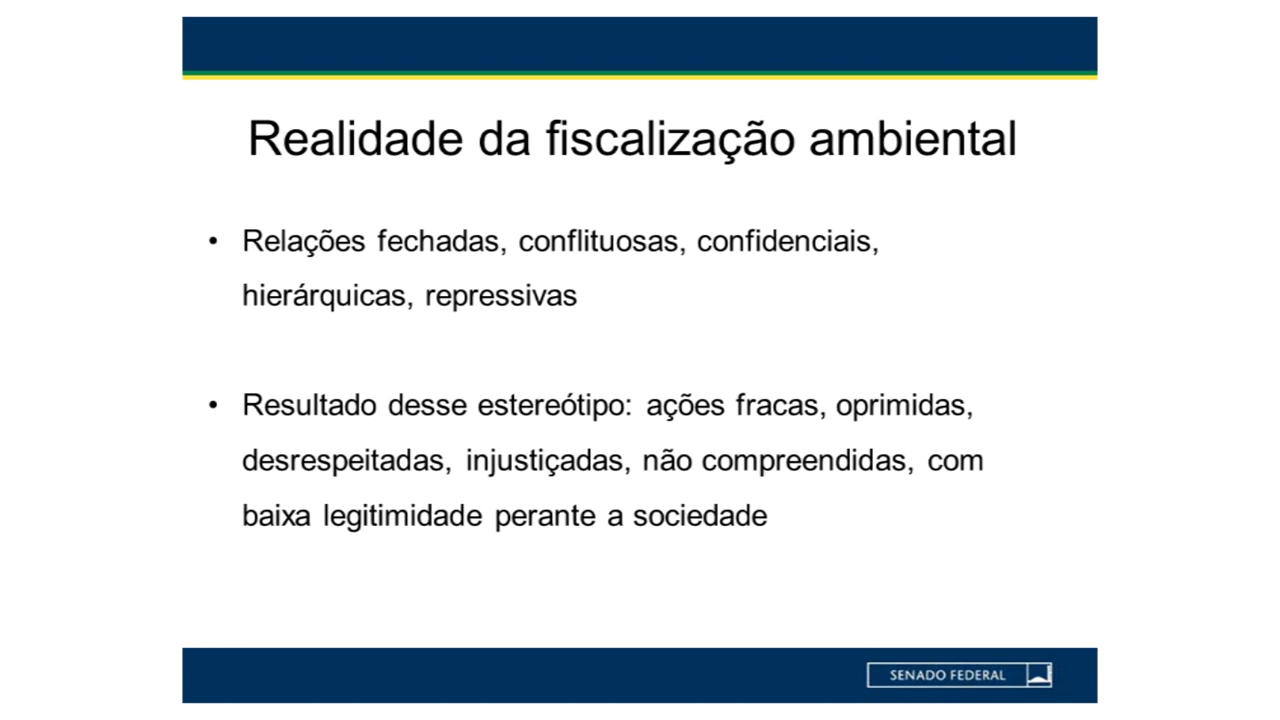 Realidade da fiscalização ambiental
• Relações fechadas, conflituosas, confidenciais,
hierárquicas, repressivas
• Resultado desse estereótipo: ações fracas, oprimidas,
desrespeitadas, injustiçadas, não compreendidas, com
baixa legitimidade perante a sociedade
SENADO FEDERAL